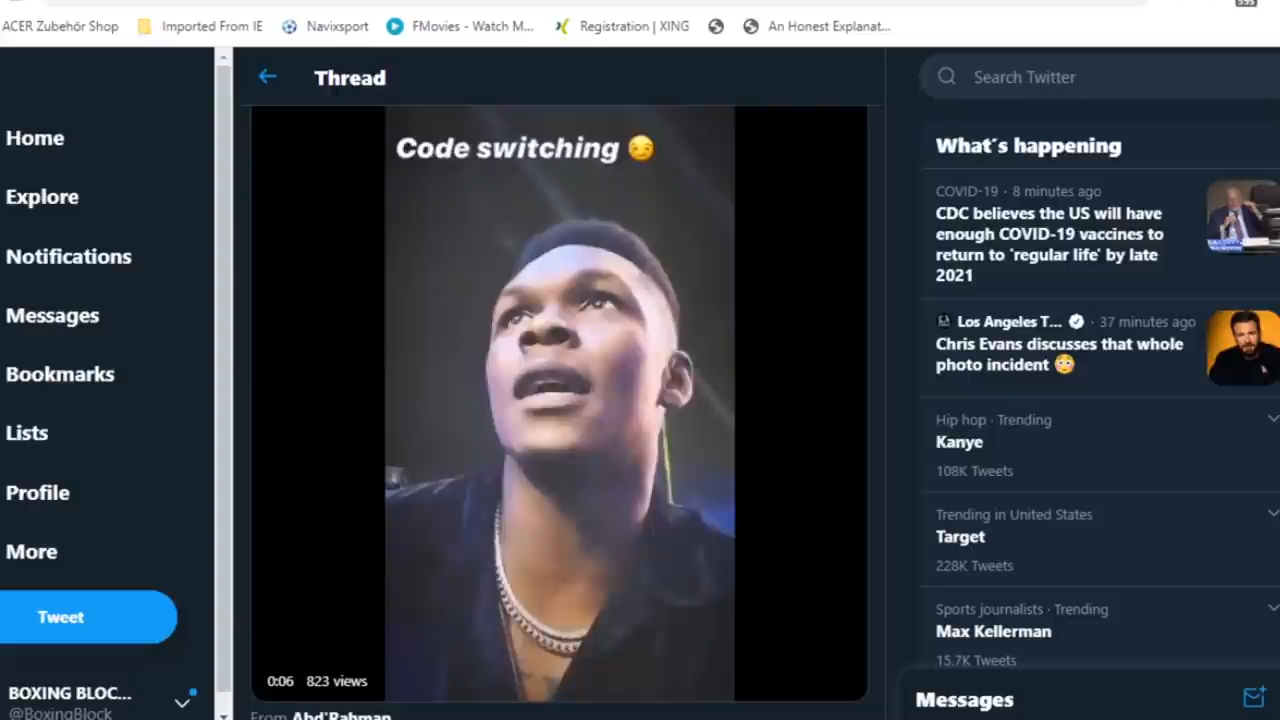 ACER Zubehör Shop
Imported From IE
Navixsport
FMovies - Watch M...
Registration | XING
An Honest Explanat...
Thread
Search Twitter
Home
Explore
Notifications
Messages
Bookmarks
Lists
Profile
More
Tweet
BOXING BLOC...
@BoxingBlock
Code switching 😏
0:06 823 views
From Abd'Rahman
What's happening
COVID-19 · 8 minutes ago
CDC believes the US will have
enough COVID-19 vaccines to
return to 'regular life' by late
2021
Los Angeles T... · 37 minutes ago
Chris Evans discusses that whole
photo incident 😳
Hip hop · Trending
Kanye
108K Tweets
Trending in United States
Target
228K Tweets
Sports journalists · Trending
Max Kellerman
15.7K Tweets
Messages